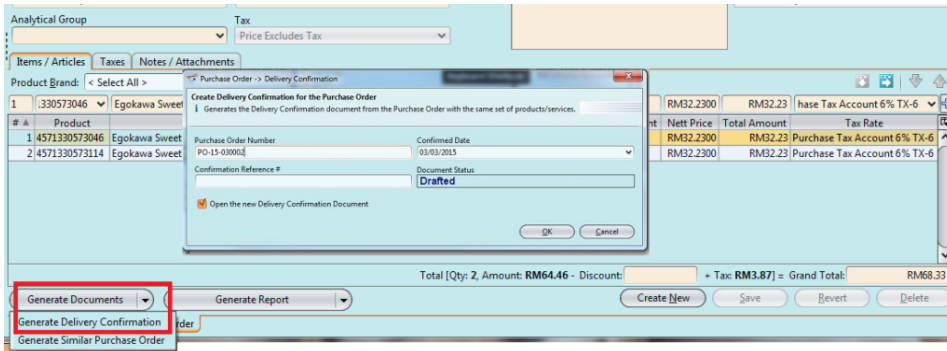 Analytical Group Tax
Price Excludes Tax
Items / Articles Taxes Notes / Attachments
Product Brand: < Select All >
Purchase Order -> Delivery Confirmation
Create Delivery Confirmation for the Purchase Order
i Generates the Delivery Confirmation document from the Purchase Order with the same set of products/services.
Purchase Order Number Confirmed Date
PO-15-030002 03/03/2015
Confirmation Reference # Document Status
Drafted
Open the new Delivery Confirmation Document
OK Cancel
1 .330573046 Egokawa Sweet RM32.2300 RM32.23 hase Tax Account 6% TX-6
# Product nt Nett Price Total Amount Tax Rate
1 4571330573046 Egokawa Sweet RM32.2300 RM32.23 Purchase Tax Account 6% TX-6
2 4571330573114 Egokawa Sweet RM32.2300 RM32.23 Purchase Tax Account 6% TX-6
Total [Qty: 2, Amount: RM64.46 - Discount: + Tax: RM3.87] = Grand Total: RM68.33
Generate Documents Generate Report Create New Save Revert Delete
Generate Delivery Confirmation rder
Generate Similar Purchase Order